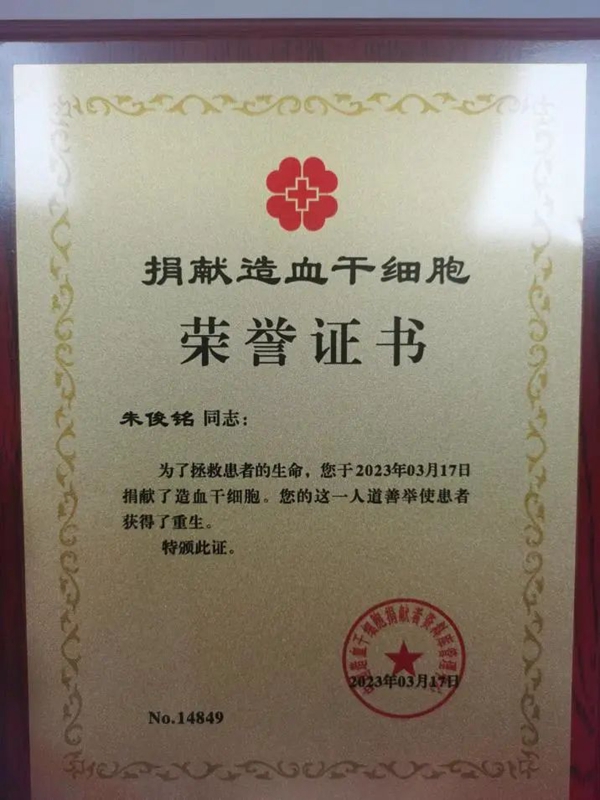 捐献造血干细胞
荣誉证书
朱俊铭 同志：
为了拯救患者的生命，您于2023年03月17日
捐献了造血干细胞。您的这一人道善举使患者
获得了重生。
特颁此证。
2023年03月17日
No.14849